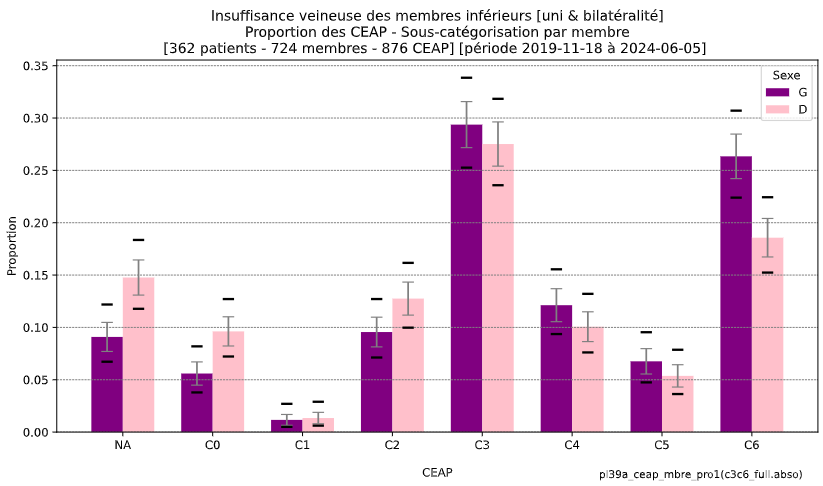 Insuffisance veineuse des membres inférieurs [uni & bilatéralité]
Proportion des CEAP - Sous-catégorisation par membre
[362 patients - 724 membres - 876 CEAP] [période 2019-11-18 à 2024-06-05]
Sexe
G
D
Proportion
0.35
0.30
0.25
0.20
0.15
0.10
0.05
0.00
NA C0 C1 C2 C3 C4 C5 C6
CEAP
pi39a_ceap_mbre_pro1(c3c6_full.abso)